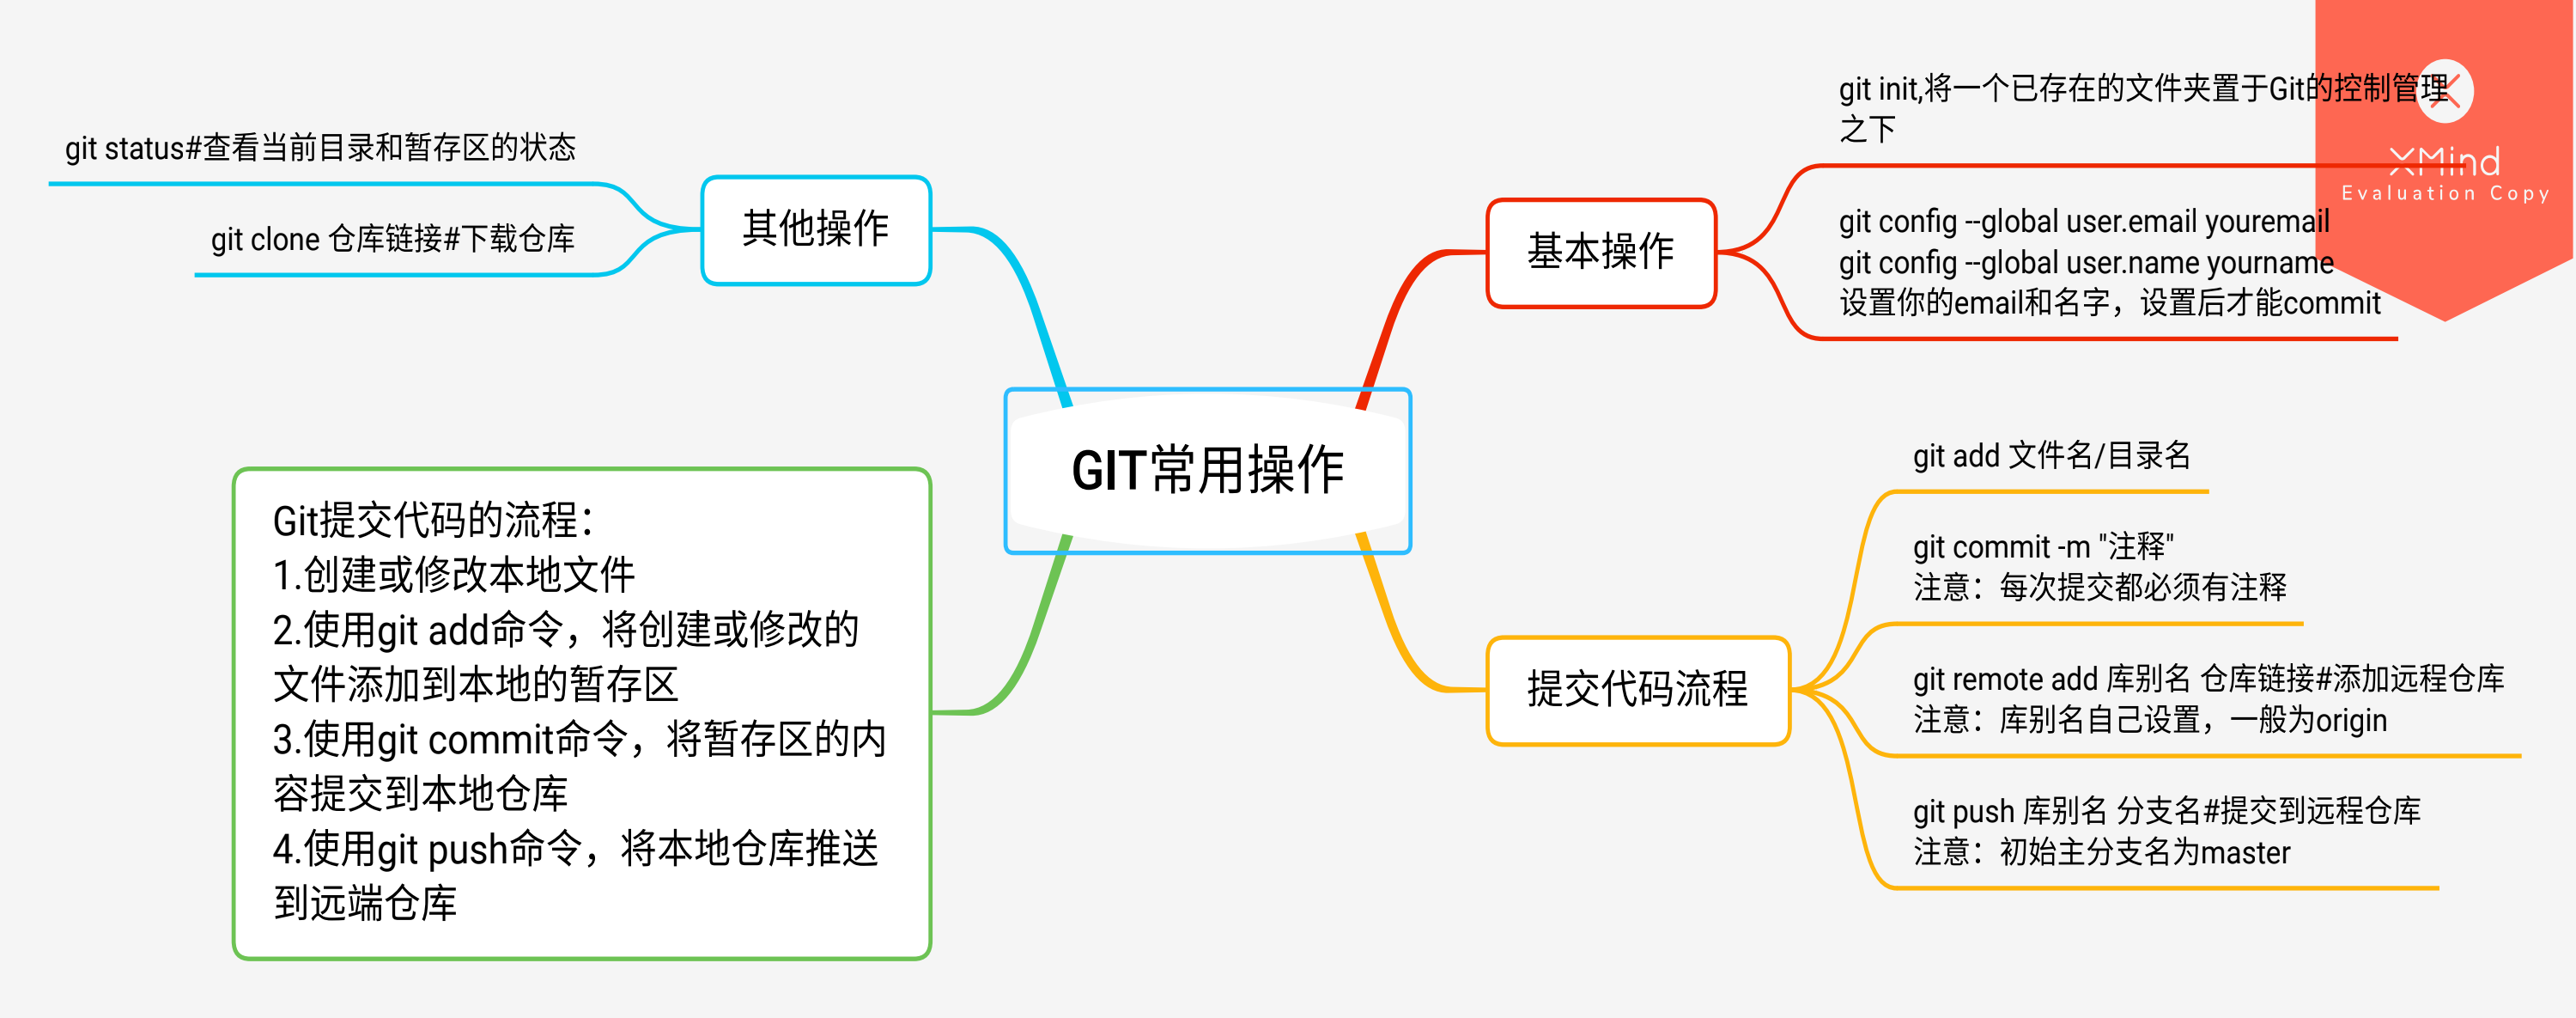 GIT常用操作
基本操作
git init,将一个已存在的文件夹置于Git的控制管理
之下
git config --global user.email youremail
git config --global user.name yourname
设置你的email和名字，设置后才能commit
提交代码流程
git add 文件名/目录名
git commit -m "注释"
注意：每次提交都必须有注释
git remote add 库别名 仓库链接#添加远程仓库
注意：库别名自己设置，一般为origin
git push 库别名 分支名#提交到远程仓库
注意：初始主分支名为master
其他操作
git status#查看当前目录和暂存区的状态
git clone 仓库链接#下载仓库
Git提交代码的流程：
1.创建或修改本地文件
2.使用git add命令，将创建或修改的
文件添加到本地的暂存区
3.使用git commit命令，将暂存区的内
容提交到本地仓库
4.使用git push命令，将本地仓库推送
到远端仓库
XMind
Evaluation Copy